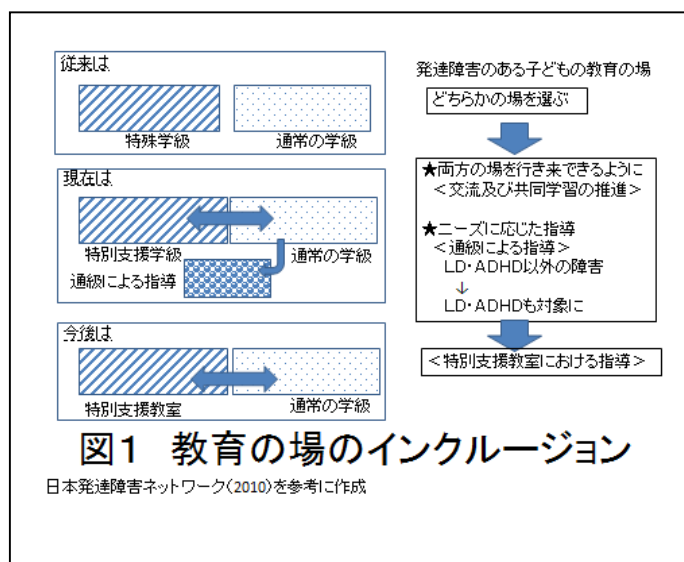 従来は
特殊学級
通常の学級
現在は
特別支援学級
通常の学級
通級による指導
今後は
特別支援教室
通常の学級
発達障害のある子どもの教育の場
どちらかの場を選ぶ
★両方の場を行き来できるように
<交流及び共同学習の推進>
★ニーズに応じた指導
<通級による指導>
LD・ADHD以外の障害
↓
LD・ADHDも対象に
<特別支援教室における指導>
図1 教育の場のインクルージョン
日本発達障害ネットワーク(2010)を参考に作成